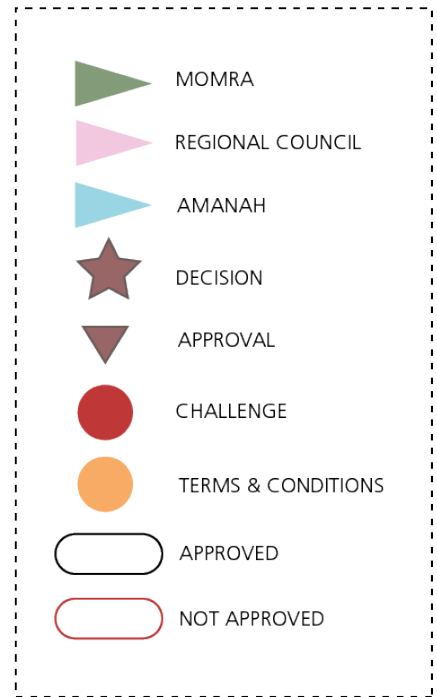 MOMRA
REGIONAL COUNCIL
AMANAH
DECISION
APPROVAL
CHALLENGE
TERMS & CONDITIONS
APPROVED
NOT APPROVED